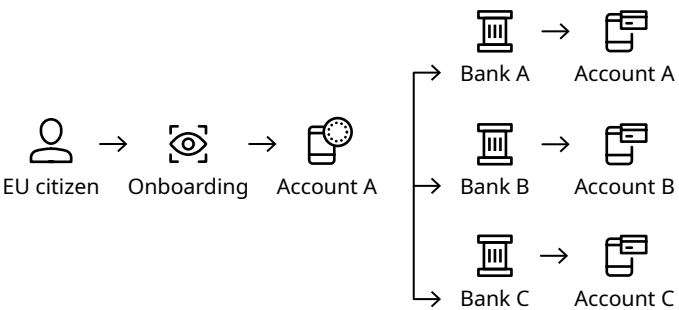 Bank A
Account A
EU citizen
Onboarding
Account A
Bank B
Account B
Bank C
Account C